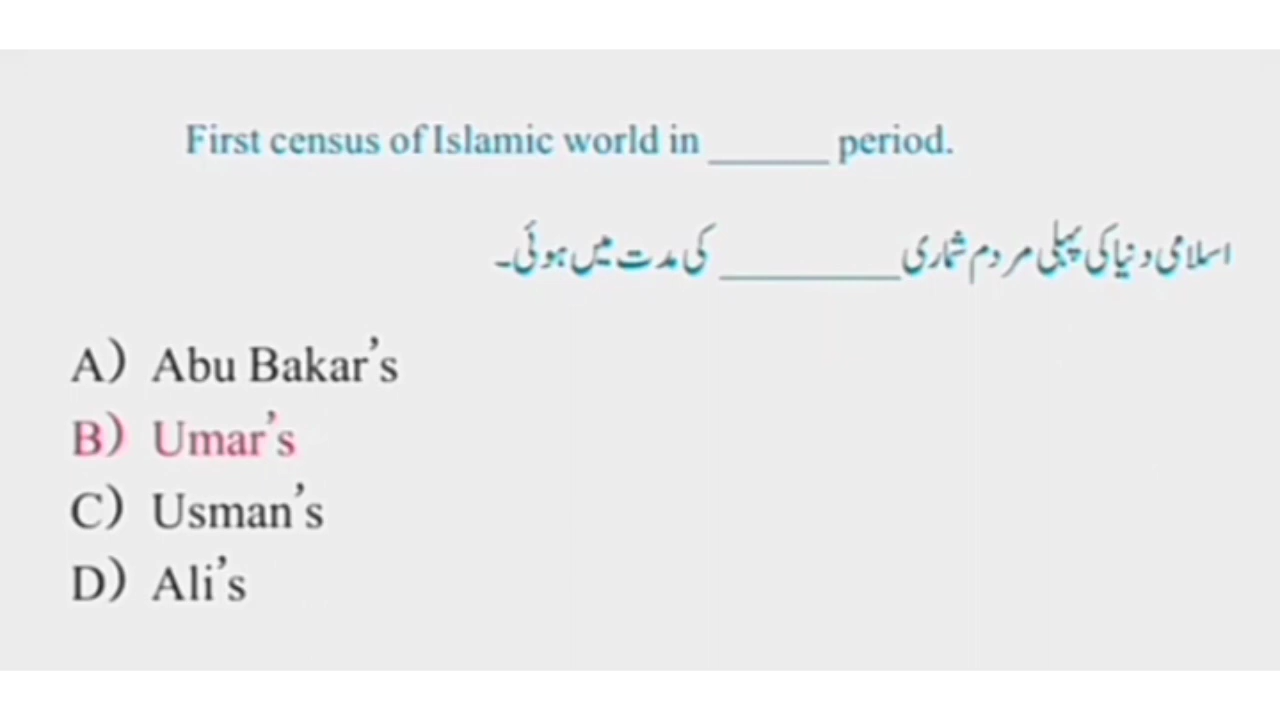 First census of Islamic world in ______ period.
اسلامی دنیا کی پہلی مردم شماری _________ کی مدت میں ہوئی۔
A) Abu Bakar’s
B) Umar’s
C) Usman’s
D) Ali’s